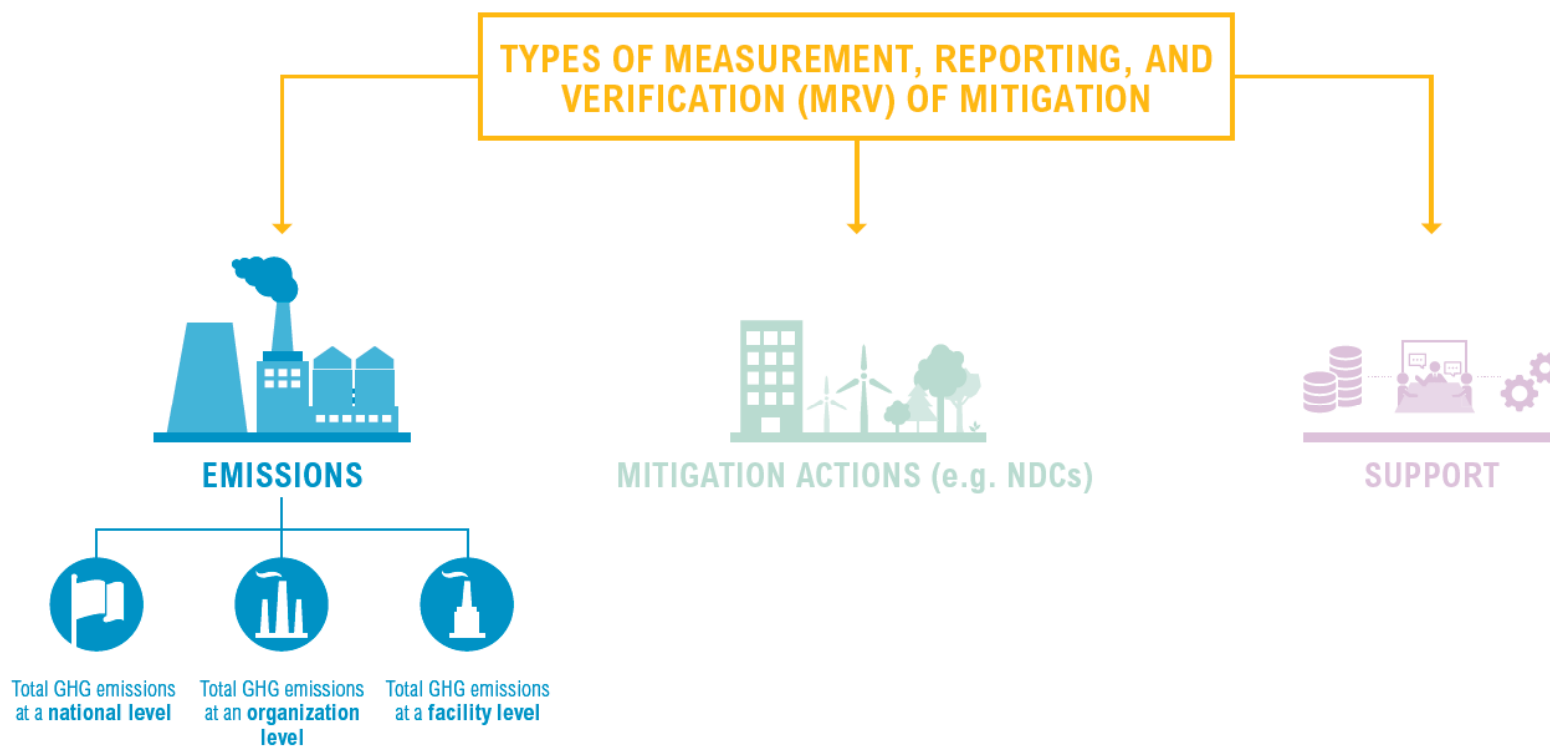 TYPES OF MEASUREMENT, REPORTING, AND
VERIFICATION (MRV) OF MITIGATION
EMISSIONS
MITIGATION ACTIONS (e.g. NDCs)
SUPPORT
Total GHG emissions
at a national level
Total GHG emissions
at an organization
level
Total GHG emissions
at a facility level